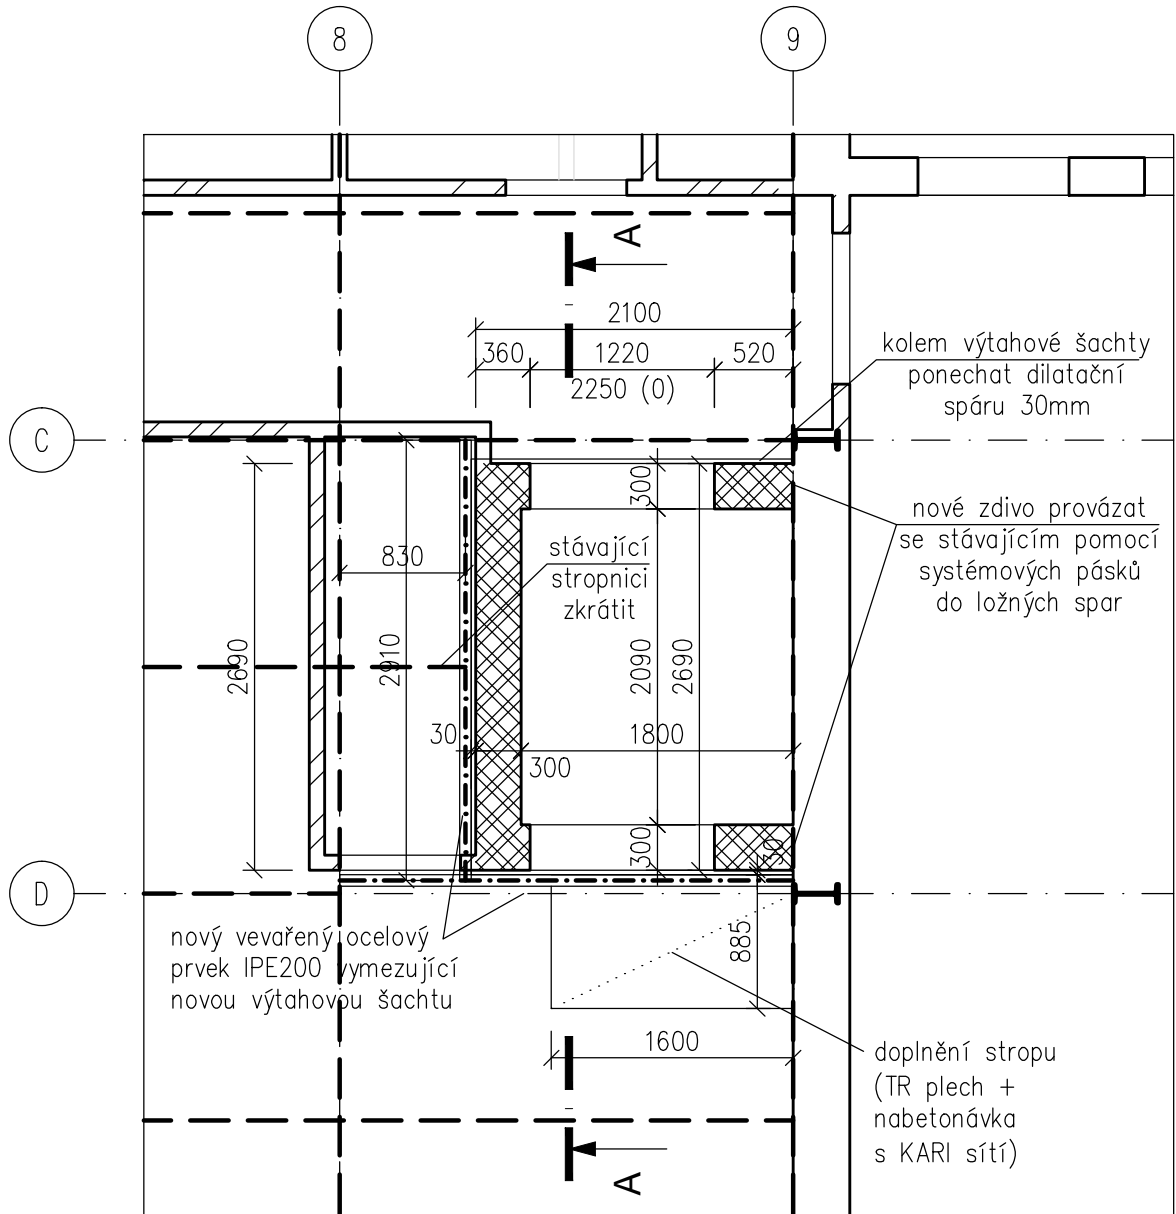 8
9
A
2100
360
1220
520
2250 (0)
kolem výtahové šachty
ponechat dilatační
spáru 30mm
C
300
nové zdivo provázat
se stávajícím pomocí
systémových pásků
do ložných spar
830
stávající
stropnici
zkrátit
2690
2910
2090
2690
30
1800
300
300
30
D
nový vevařený ocelový
prvek IPE200 vymezující
novou výtahovou šachtu
885
1600
doplnění stropu
(TR plech +
nabetonávka
s KARI sítí)
A